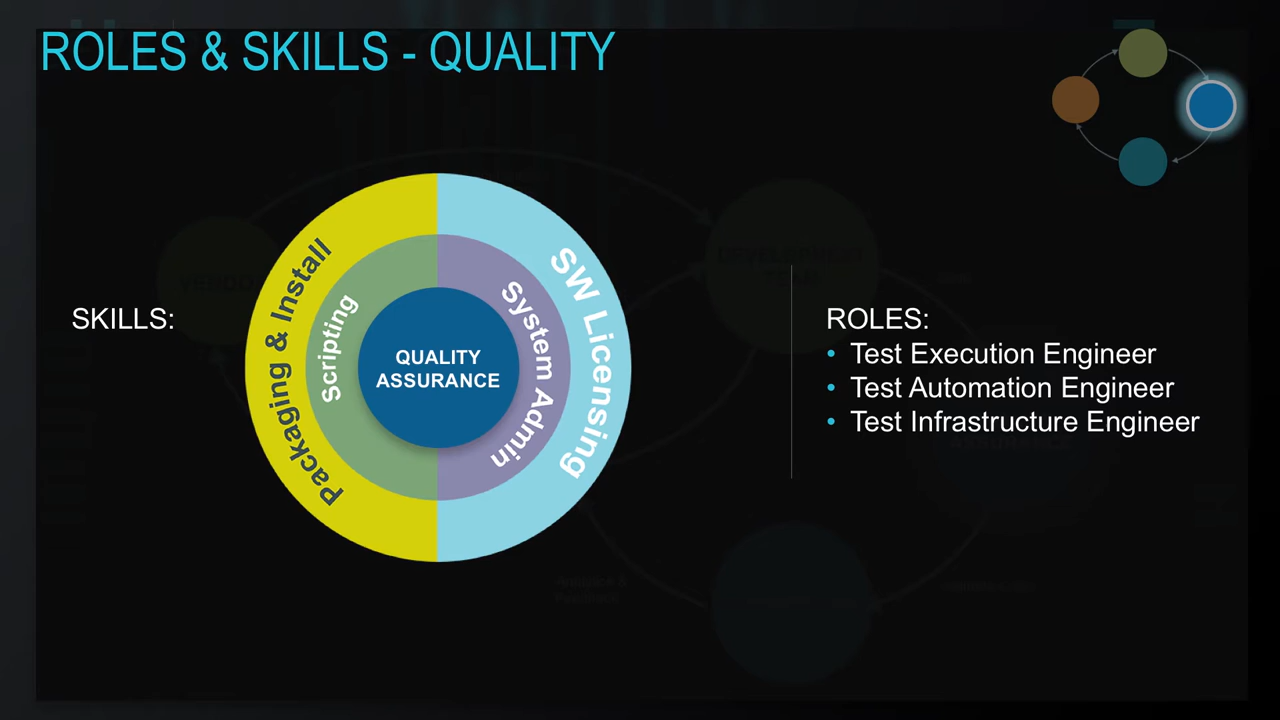 ROLES & SKILLS - QUALITY
SKILLS:
Packaging & Install
Scripting
QUALITY
ASSURANCE
System Admin
SW Licensing
ROLES:
• Test Execution Engineer
• Test Automation Engineer
• Test Infrastructure Engineer